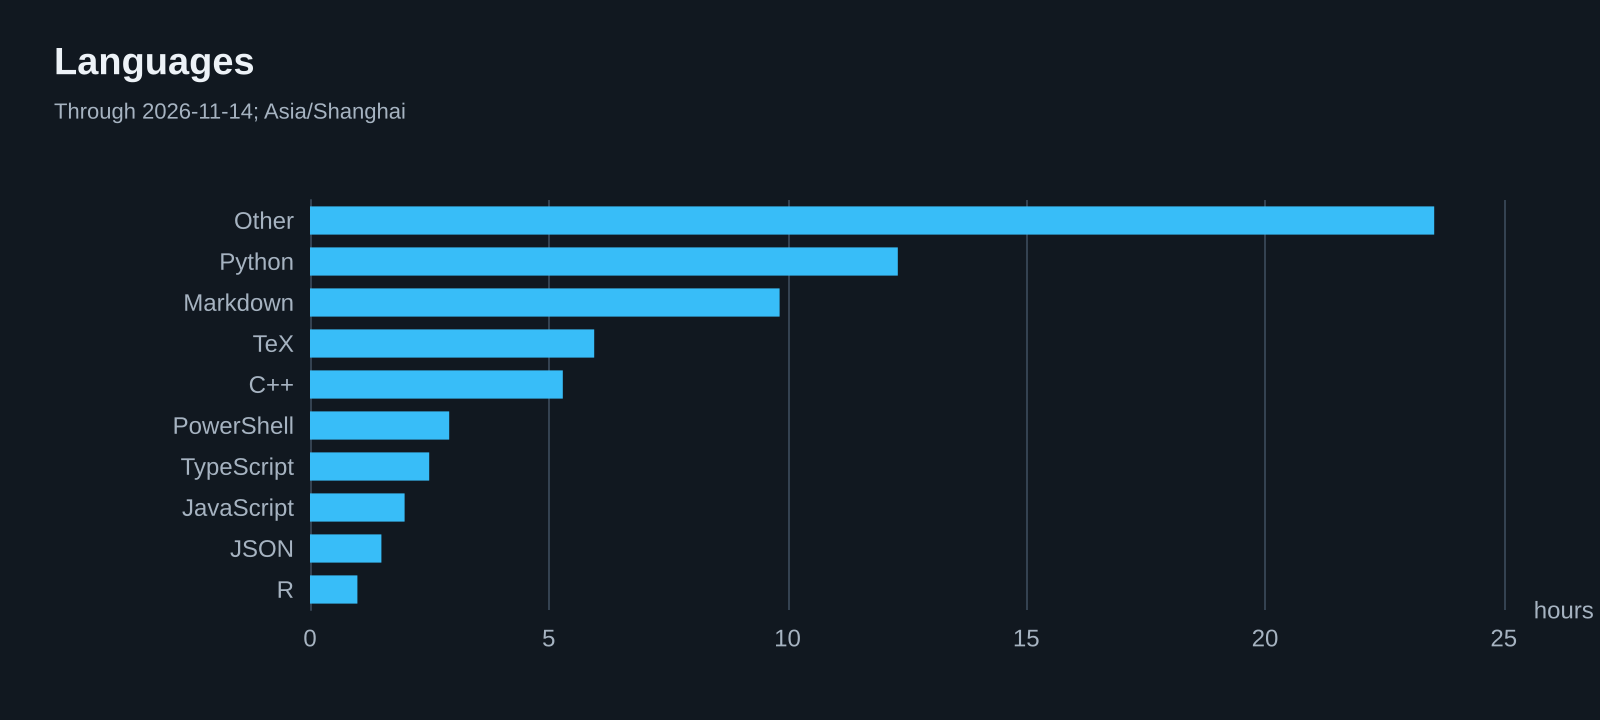 Languages
Through 2026-11-14; Asia/Shanghai
Other
Python
Markdown
TeX
C++
PowerShell
TypeScript
JavaScript
JSON
R
hours
0 5 10 15 20 25